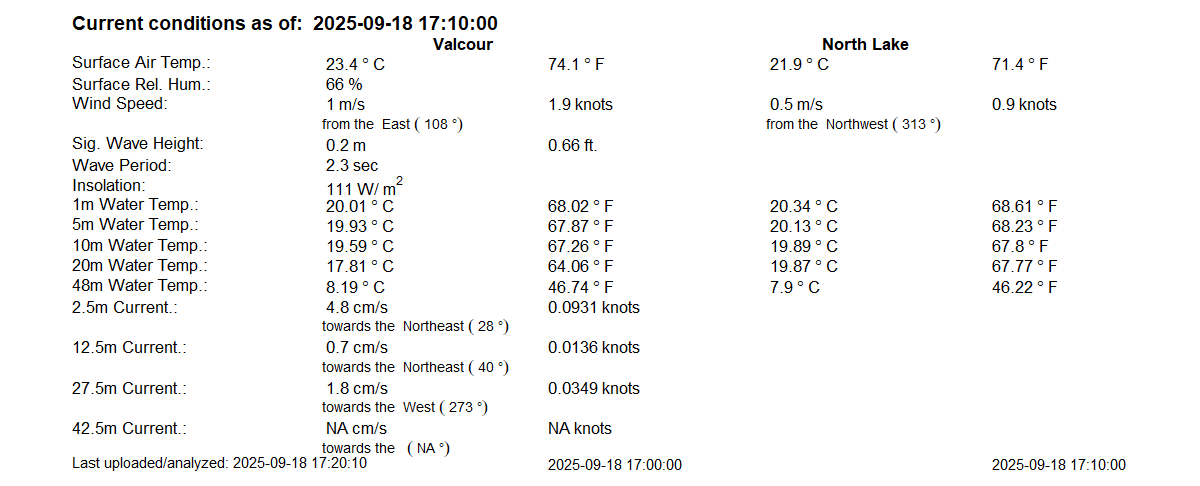 Current conditions as of: 2025-09-18 17:10:00
Valcour North Lake
Surface Air Temp.: 23.4 ° C 74.1 ° F 21.9 ° C 71.4 ° F
Surface Rel. Hum.: 66 %
Wind Speed: 1 m/s 1.9 knots 0.5 m/s 0.9 knots
from the East ( 108 °) from the Northwest ( 313 °)
Sig. Wave Height: 0.2 m 0.66 ft.
Wave Period: 2.3 sec
Insolation: 111 W/ m²
1m Water Temp.: 20.01 ° C 68.02 ° F 20.34 ° C 68.61 ° F
5m Water Temp.: 19.93 ° C 67.87 ° F 20.13 ° C 68.23 ° F
10m Water Temp.: 19.59 ° C 67.26 ° F 19.89 ° C 67.8 ° F
20m Water Temp.: 17.81 ° C 64.06 ° F 19.87 ° C 67.77 ° F
48m Water Temp.: 8.19 ° C 46.74 ° F 7.9 ° C 46.22 ° F
2.5m Current.: 4.8 cm/s 0.0931 knots
towards the Northeast ( 28 °)
12.5m Current.: 0.7 cm/s 0.0136 knots
towards the Northeast ( 40 °)
27.5m Current.: 1.8 cm/s 0.0349 knots
towards the West ( 273 °)
42.5m Current.: NA cm/s NA knots
towards the ( NA °)
Last uploaded/analyzed: 2025-09-18 17:20:10 2025-09-18 17:00:00 2025-09-18 17:10:00